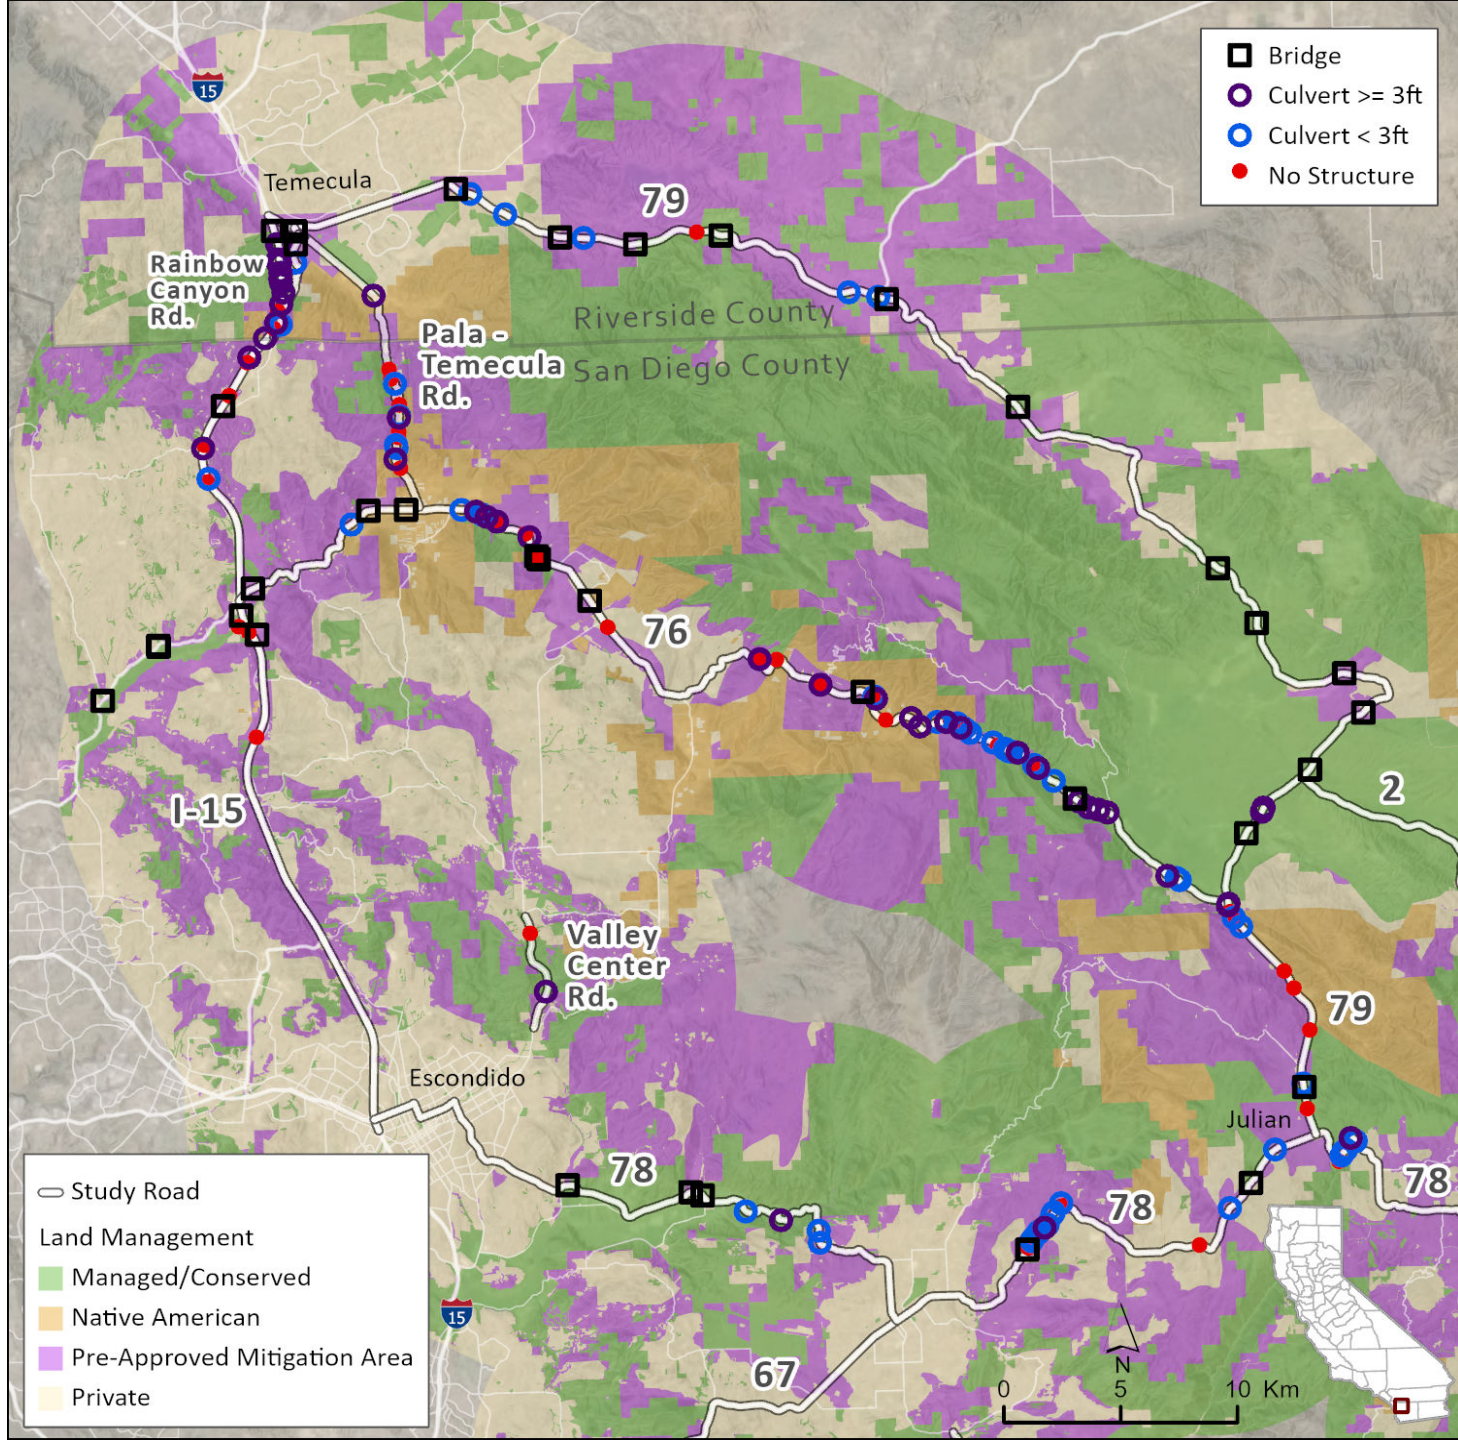 Bridge
Culvert >= 3ft
Culvert < 3ft
No Structure
15
Temecula
79
Rainbow
Canyon
Rd.
Riverside County
Pala -
Temecula
Rd.
San Diego County
76
I-15
2
Valley
Center
Rd.
79
Escondido
Julian
78
78
78
Study Road
Land Management
Managed/Conserved
Native American
Pre-Approved Mitigation Area
Private
15
67
N
0 5 10 Km